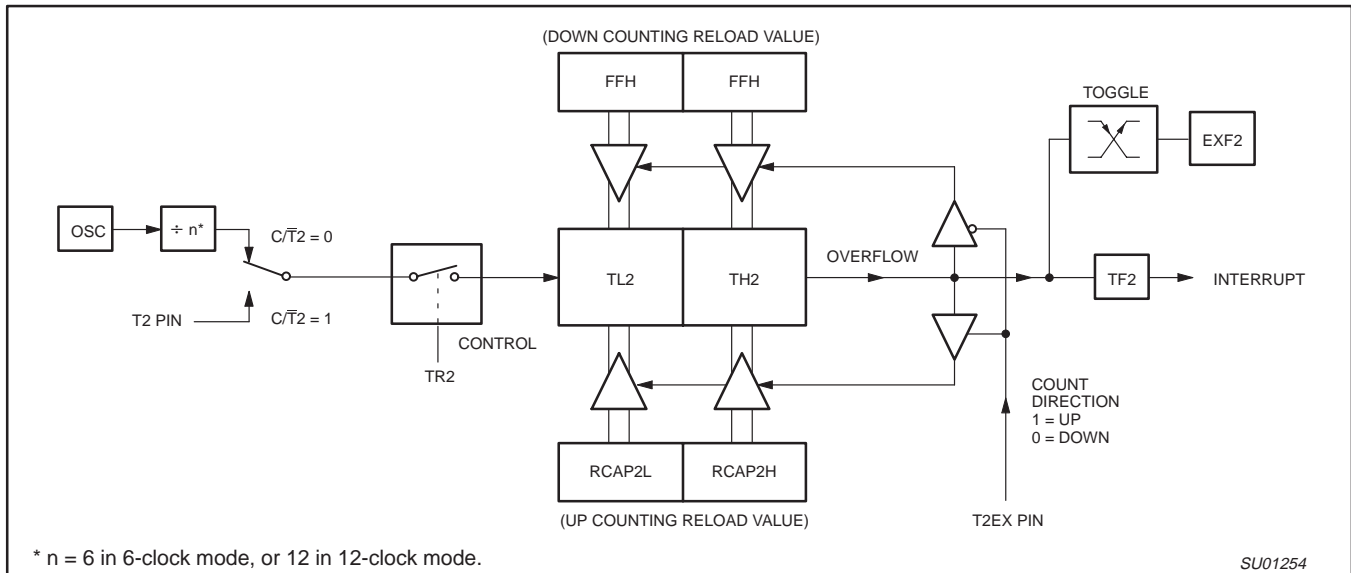 (DOWN COUNTING RELOAD VALUE)
FFH
FFH
TOGGLE
EXF2
OSC
÷ n*
C/T̅2 = 0
T2 PIN
C/T̅2 = 1
CONTROL
TR2
TL2
TH2
OVERFLOW
TF2
INTERRUPT
COUNT
DIRECTION
1 = UP
0 = DOWN
RCAP2L
RCAP2H
(UP COUNTING RELOAD VALUE)
T2EX PIN
* n = 6 in 6-clock mode, or 12 in 12-clock mode.
SU01254